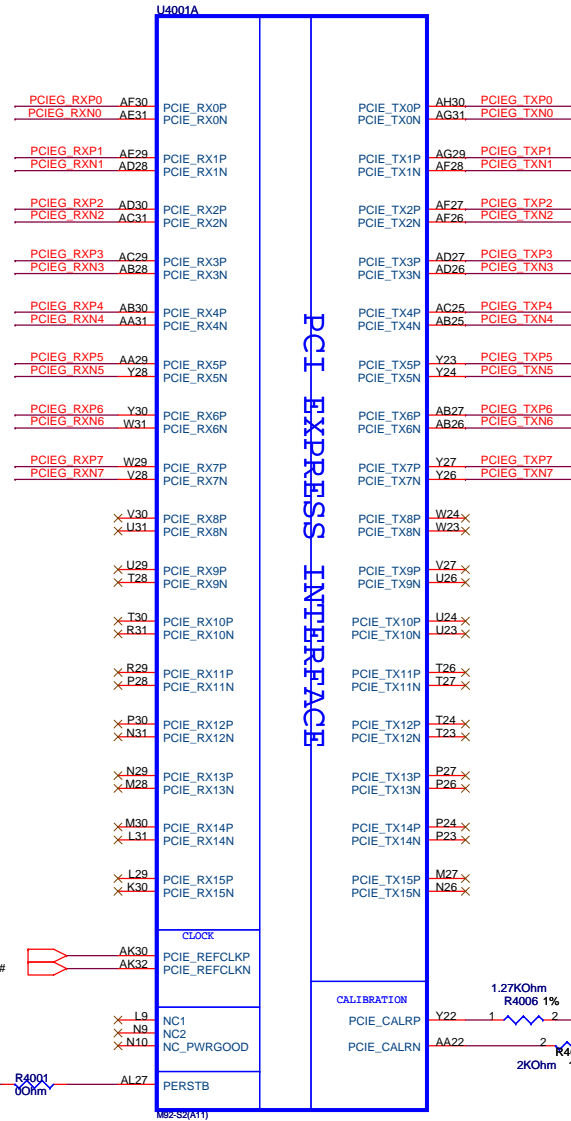 U4001A
PCIEG_RXP0 AF30 PCIE_RX0P PCIE_TX0P AH30 PCIEG_TXP0
PCIEG_RXN0 AE31 PCIE_RX0N PCIE_TX0N AG31 PCIEG_TXN0
PCIEG_RXP1 AE29 PCIE_RX1P PCIE_TX1P AG29 PCIEG_TXP1
PCIEG_RXN1 AD28 PCIE_RX1N PCIE_TX1N AF28 PCIEG_TXN1
PCIEG_RXP2 AD30 PCIE_RX2P PCIE_TX2P AF27 PCIEG_TXP2
PCIEG_RXN2 AC31 PCIE_RX2N PCIE_TX2N AF26 PCIEG_TXN2
PCIEG_RXP3 AC29 PCIE_RX3P PCIE_TX3P AD27 PCIEG_TXP3
PCIEG_RXN3 AB28 PCIE_RX3N PCIE_TX3N AD26 PCIEG_TXN3
PCIEG_RXP4 AB30 PCIE_RX4P PCIE_TX4P AC25 PCIEG_TXP4
PCIEG_RXN4 AA31 PCIE_RX4N PCIE_TX4N AB25 PCIEG_TXN4
PCIEG_RXP5 AA29 PCIE_RX5P PCIE_TX5P Y23 PCIEG_TXP5
PCIEG_RXN5 Y28 PCIE_RX5N PCIE_TX5N Y24 PCIEG_TXN5
PCIEG_RXP6 Y30 PCIE_RX6P PCIE_TX6P AB27 PCIEG_TXP6
PCIEG_RXN6 W31 PCIE_RX6N PCIE_TX6N AB26 PCIEG_TXN6
PCIEG_RXP7 W29 PCIE_RX7P PCIE_TX7P Y27 PCIEG_TXP7
PCIEG_RXN7 V28 PCIE_RX7N PCIE_TX7N Y26 PCIEG_TXN7
V30 PCIE_RX8P PCIE_TX8P W24
U31 PCIE_RX8N PCIE_TX8N W23
U29 PCIE_RX9P PCIE_TX9P V27
T28 PCIE_RX9N PCIE_TX9N U26
T30 PCIE_RX10P PCIE_TX10P U24
R31 PCIE_RX10N PCIE_TX10N U23
R29 PCIE_RX11P PCIE_TX11P T26
P28 PCIE_RX11N PCIE_TX11N T27
P30 PCIE_RX12P PCIE_TX12P T24
N31 PCIE_RX12N PCIE_TX12N T23
N29 PCIE_RX13P PCIE_TX13P P27
M28 PCIE_RX13N PCIE_TX13N P26
M30 PCIE_RX14P PCIE_TX14P P24
L31 PCIE_RX14N PCIE_TX14N P23
L29 PCIE_RX15P PCIE_TX15P M27
K30 PCIE_RX15N PCIE_TX15N N26
PCI EXPRESS INTERFACE
CLOCK
AK30 PCIE_REFCLKP
# AK32 PCIE_REFCLKN
CALIBRATION
1.27KOhm
R4006 1%
L9 NC1 PCIE_CALRP Y22 1 2
N9 NC2
N10 NC_PWRGOOD PCIE_CALRN AA22 2
2KOhm
R4001
0Ohm
AL27 PERSTB
M92-S2(A11)